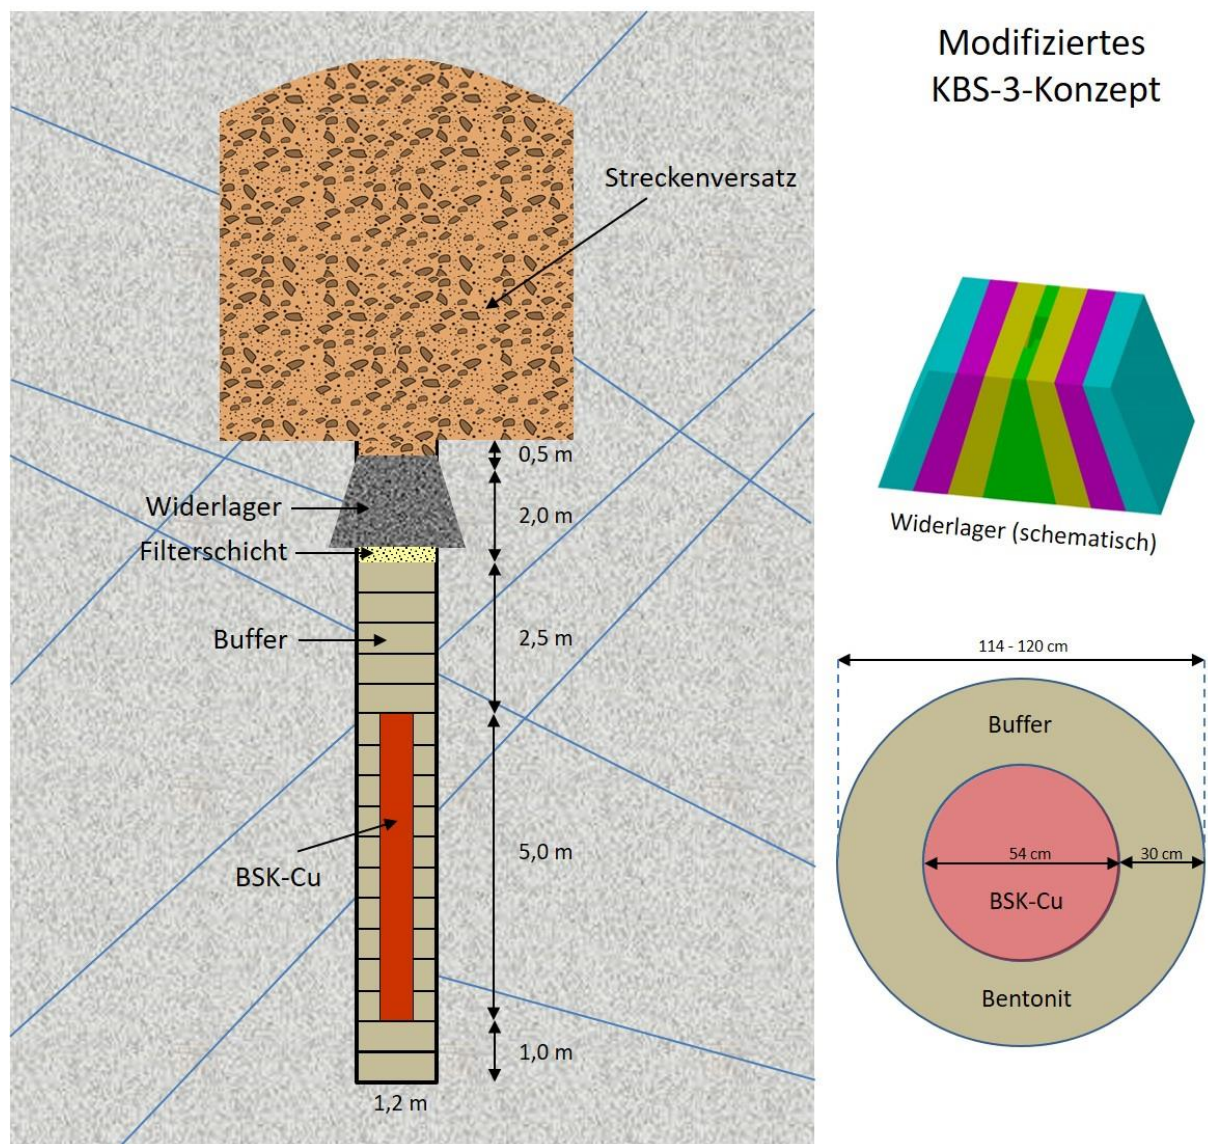 Modifiziertes
KBS-3-Konzept
Streckenversatz
0,5 m
Widerlager
2,0 m
Filterschicht
Buffer
2,5 m
BSK-Cu
5,0 m
1,0 m
1,2 m
Widerlager (schematisch)
114 - 120 cm
Buffer
54 cm
30 cm
BSK-Cu
Bentonit